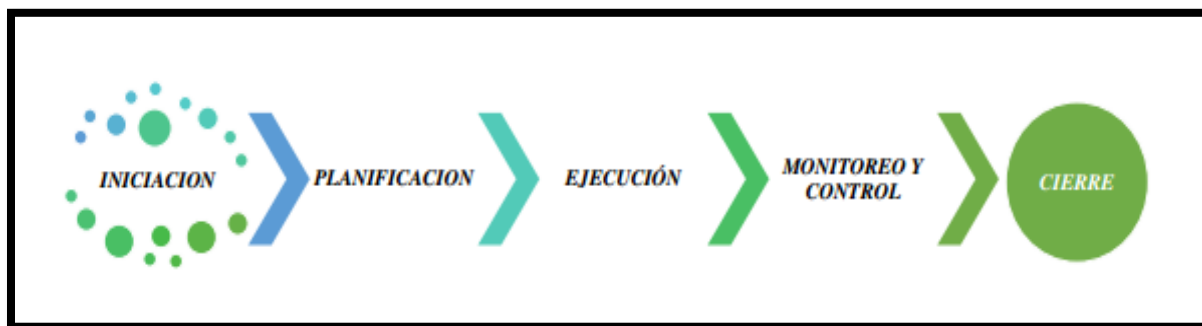 INICIACION
PLANIFICACION
EJECUCIÓN
MONITOREO Y
CONTROL
CIERRE